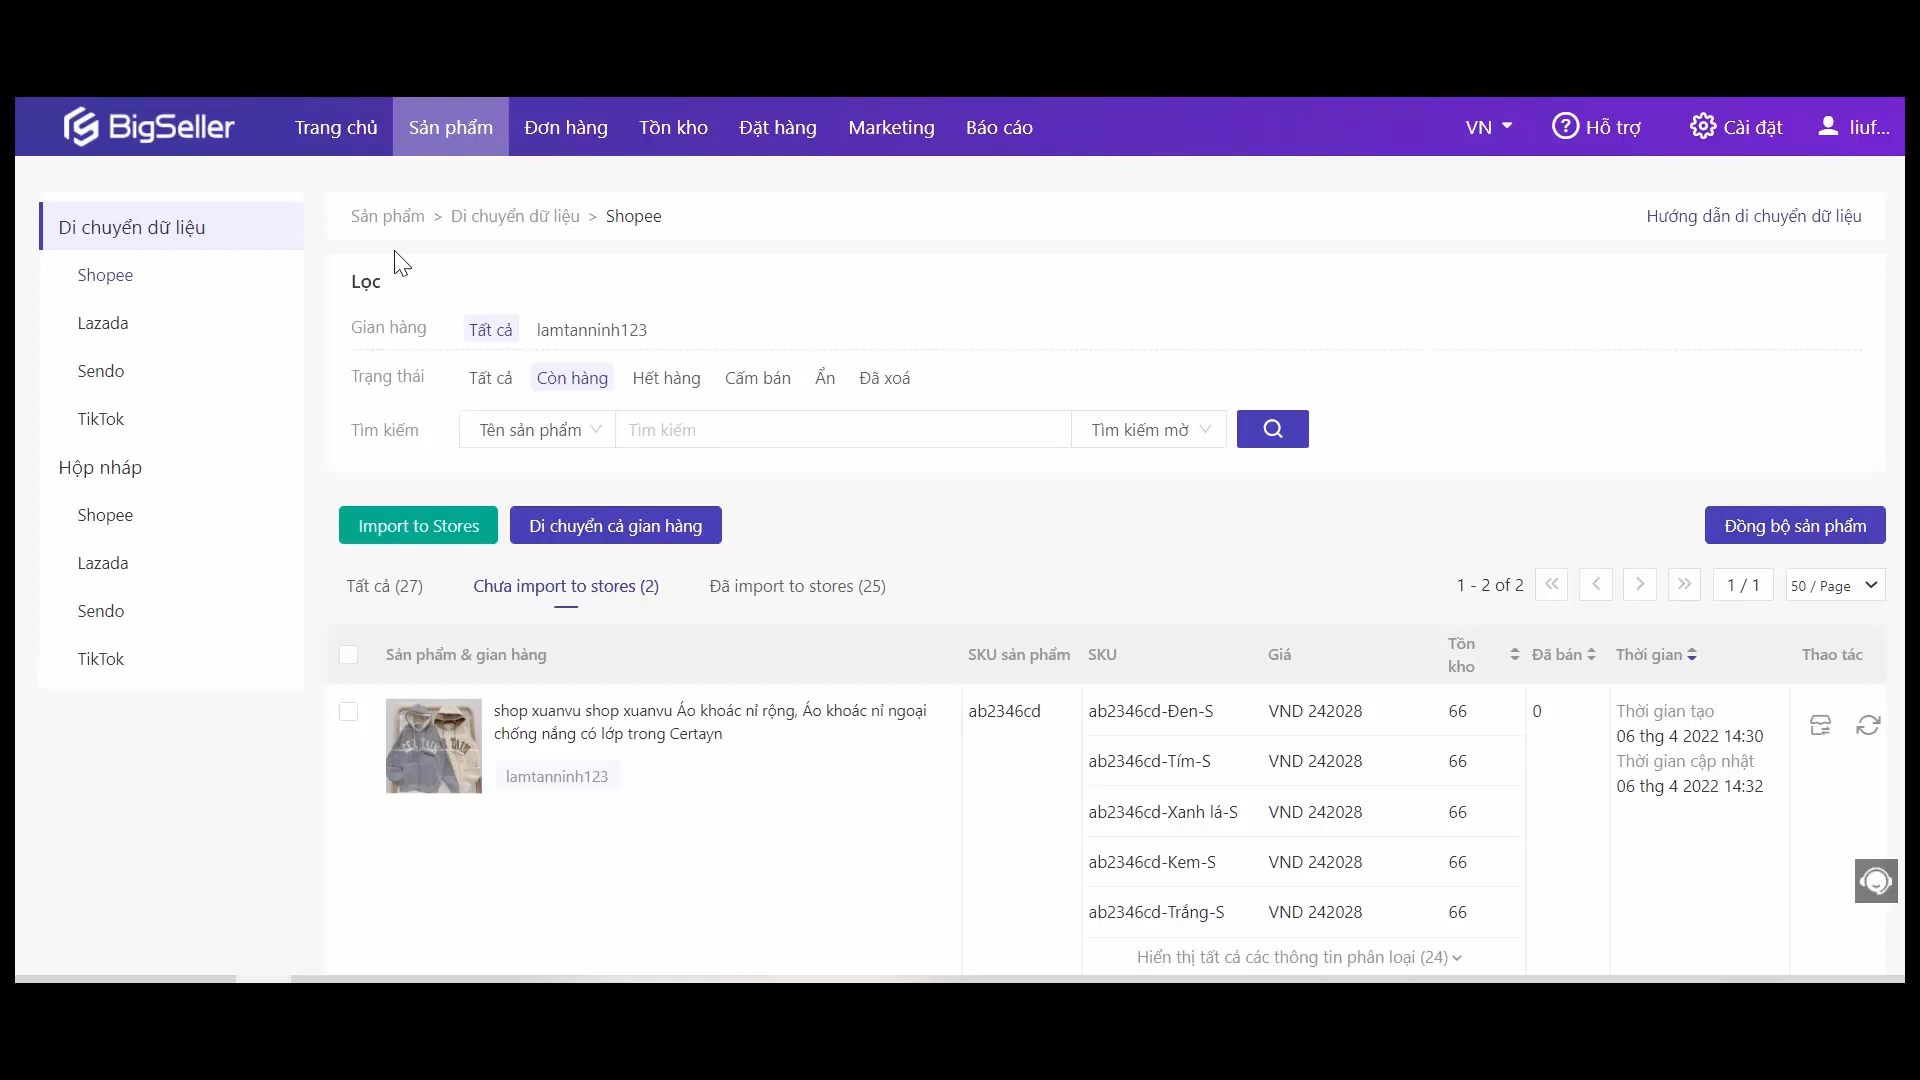 BigSeller
Trang chủ
Sản phẩm
Đơn hàng
Tồn kho
Đặt hàng
Marketing
Báo cáo
VN
Hỗ trợ
Cài đặt
liuf...
Di chuyển dữ liệu
Shopee
Lazada
Sendo
TikTok
Hộp nháp
Shopee
Lazada
Sendo
TikTok
Sản phẩm > Di chuyển dữ liệu > Shopee
Hướng dẫn di chuyển dữ liệu
Lọc
Gian hàng Tất cả lamtanninh123
Trạng thái Tất cả Còn hàng Hết hàng Cấm bán Ẩn Đã xoá
Tìm kiếm Tên sản phẩm Tìm kiếm Tìm kiếm mờ
Import to Stores
Di chuyển cả gian hàng
Đồng bộ sản phẩm
Tất cả (27)
Chưa import to stores (2)
Đã import to stores (25)
1 - 2 of 2
1 / 1
50 / Page
Sản phẩm & gian hàng
SKU sản phẩm
SKU
Giá
Tồn
kho
Đã bán
Thời gian
Thao tác
shop xuanvu shop xuanvu Áo khoác nỉ rộng, Áo khoác nỉ ngoại
chống nắng có lớp trong Certayn
lamtanninh123
ab2346cd
ab2346cd-Đen-S VND 242028 66
ab2346cd-Tím-S VND 242028 66
ab2346cd-Xanh lá-S VND 242028 66
ab2346cd-Kem-S VND 242028 66
ab2346cd-Trắng-S VND 242028 66
Hiển thị tất cả các thông tin phân loại (24)
0
Thời gian tạo
06 thg 4 2022 14:30
Thời gian cập nhật
06 thg 4 2022 14:32